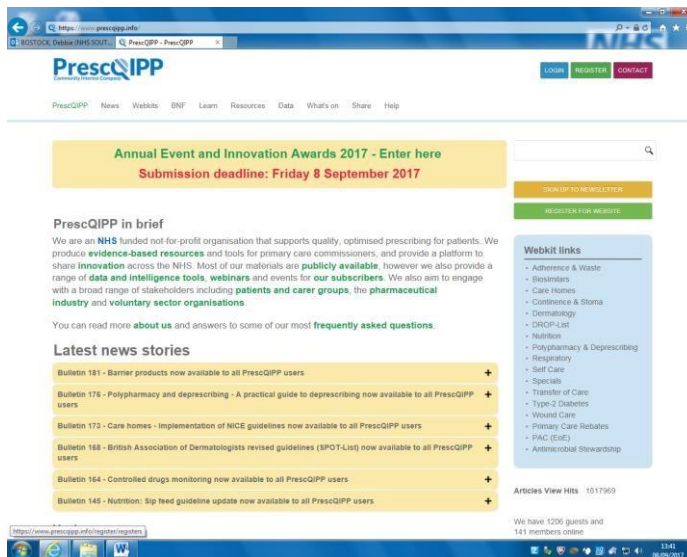 https://www.prescqipp.info
BOSTOCK, Debbie (NHS SOUT...
PrescQIPP - PrescQIPP
NHS
PrescQIPP
Community Interest Company
LOGIN
REGISTER
CONTACT
PrescQIPP News Webkits BNF Learn Resources Data What's on Share Help
Annual Event and Innovation Awards 2017 - Enter here
Submission deadline: Friday 8 September 2017
SIGN UP TO NEWSLETTER
REGISTER FOR WEBSITE
PrescQIPP in brief
We are an NHS funded not-for-profit organisation that supports quality, optimised prescribing for patients. We
produce evidence-based resources and tools for primary care commissioners, and provide a platform to
share innovation across the NHS. Most of our materials are publicly available, however we also provide a
range of data and intelligence tools, webinars and events for our subscribers. We also aim to engage
with a broad range of stakeholders including patients and carer groups, the pharmaceutical
industry and voluntary sector organisations.
You can read more about us and answers to some of our most frequently asked questions.
Latest news stories
Bulletin 181 - Barrier products now available to all PrescQIPP users
Bulletin 176 - Polypharmacy and deprescribing - A practical guide to deprescribing now available to all PrescQIPP
users
Bulletin 173 - Care homes - Implementation of NICE guidelines now available to all PrescQIPP users
Bulletin 168 - British Association of Dermatologists revised guidelines (SPOT-List) now available to all PrescQIPP
users
Bulletin 164 - Controlled drugs monitoring now available to all PrescQIPP users
Bulletin 145 - Nutrition: Sip feed guideline update now available to all PrescQIPP users
Webkit links
Adherence & Waste
Biosimilars
Care Homes
Continence & Stoma
Dermatology
DROP-List
Nutrition
Polypharmacy & Deprescribing
Respiratory
Self Care
Specials
Transfer of Care
Type-2 Diabetes
Wound Care
Primary Care Rebates
PAC (EoE)
Antimicrobial Stewardship
Articles View Hits 1817969
We have 1206 guests and
141 members online
https://www.prescqipp.info/register/registers
13:41
06/09/2017